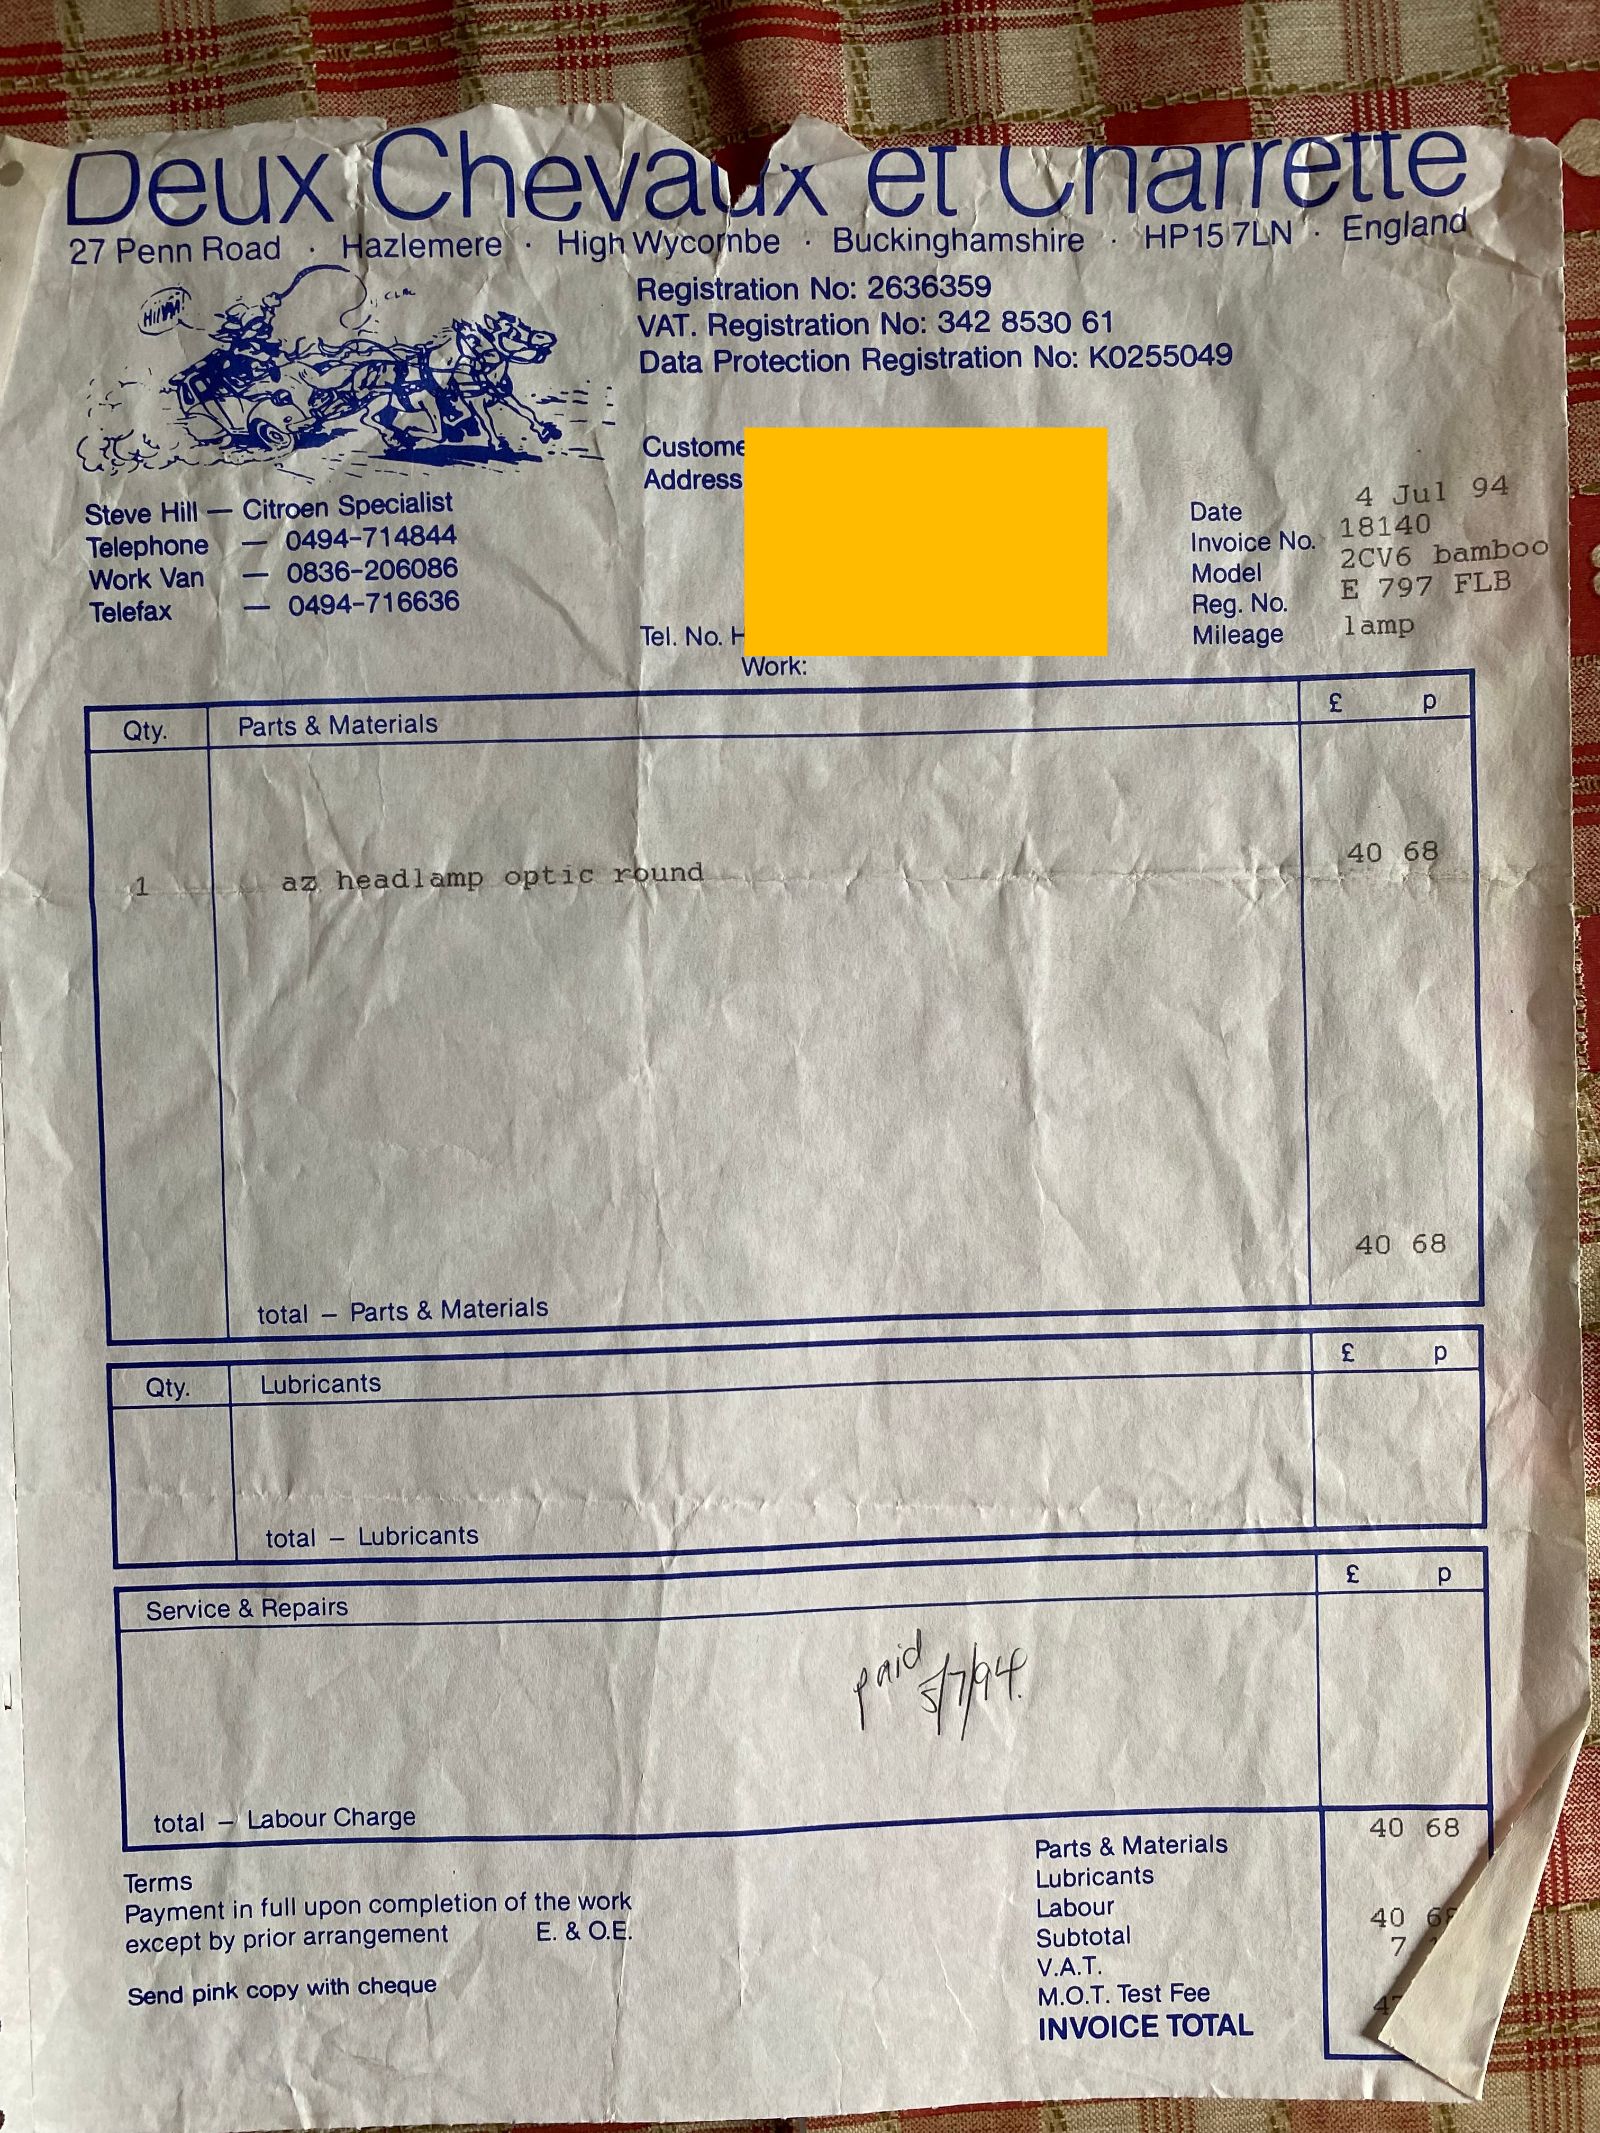 Deux Chevaux et Charrette
27 Penn Road · Hazlemere · High Wycombe · Buckinghamshire · HP15 7LN · England
Registration No: 2636359
VAT. Registration No: 342 8530 61
Data Protection Registration No: K0255049
CLAC
Steve Hill — Citroen Specialist
Telephone — 0494-714844
Work Van — 0836-206086
Telefax — 0494-716636
Custome
Address
Tel. No. H
Work:
Date 4 Jul 94
Invoice No. 18140
Model 2CV6 bamboo
Reg. No. E 797 FLB
Mileage lamp
Qty. Parts & Materials £ p
1 az headlamp optic round 40 68
40 68
total – Parts & Materials
Qty. Lubricants £ p
total – Lubricants
Service & Repairs £ p
paid 5/7/94.
total – Labour Charge
Terms
Payment in full upon completion of the work
except by prior arrangement E. & O.E.
Send pink copy with cheque
Parts & Materials 40 68
Lubricants
Labour
Subtotal 40 68
V.A.T. 7
M.O.T. Test Fee
INVOICE TOTAL 47